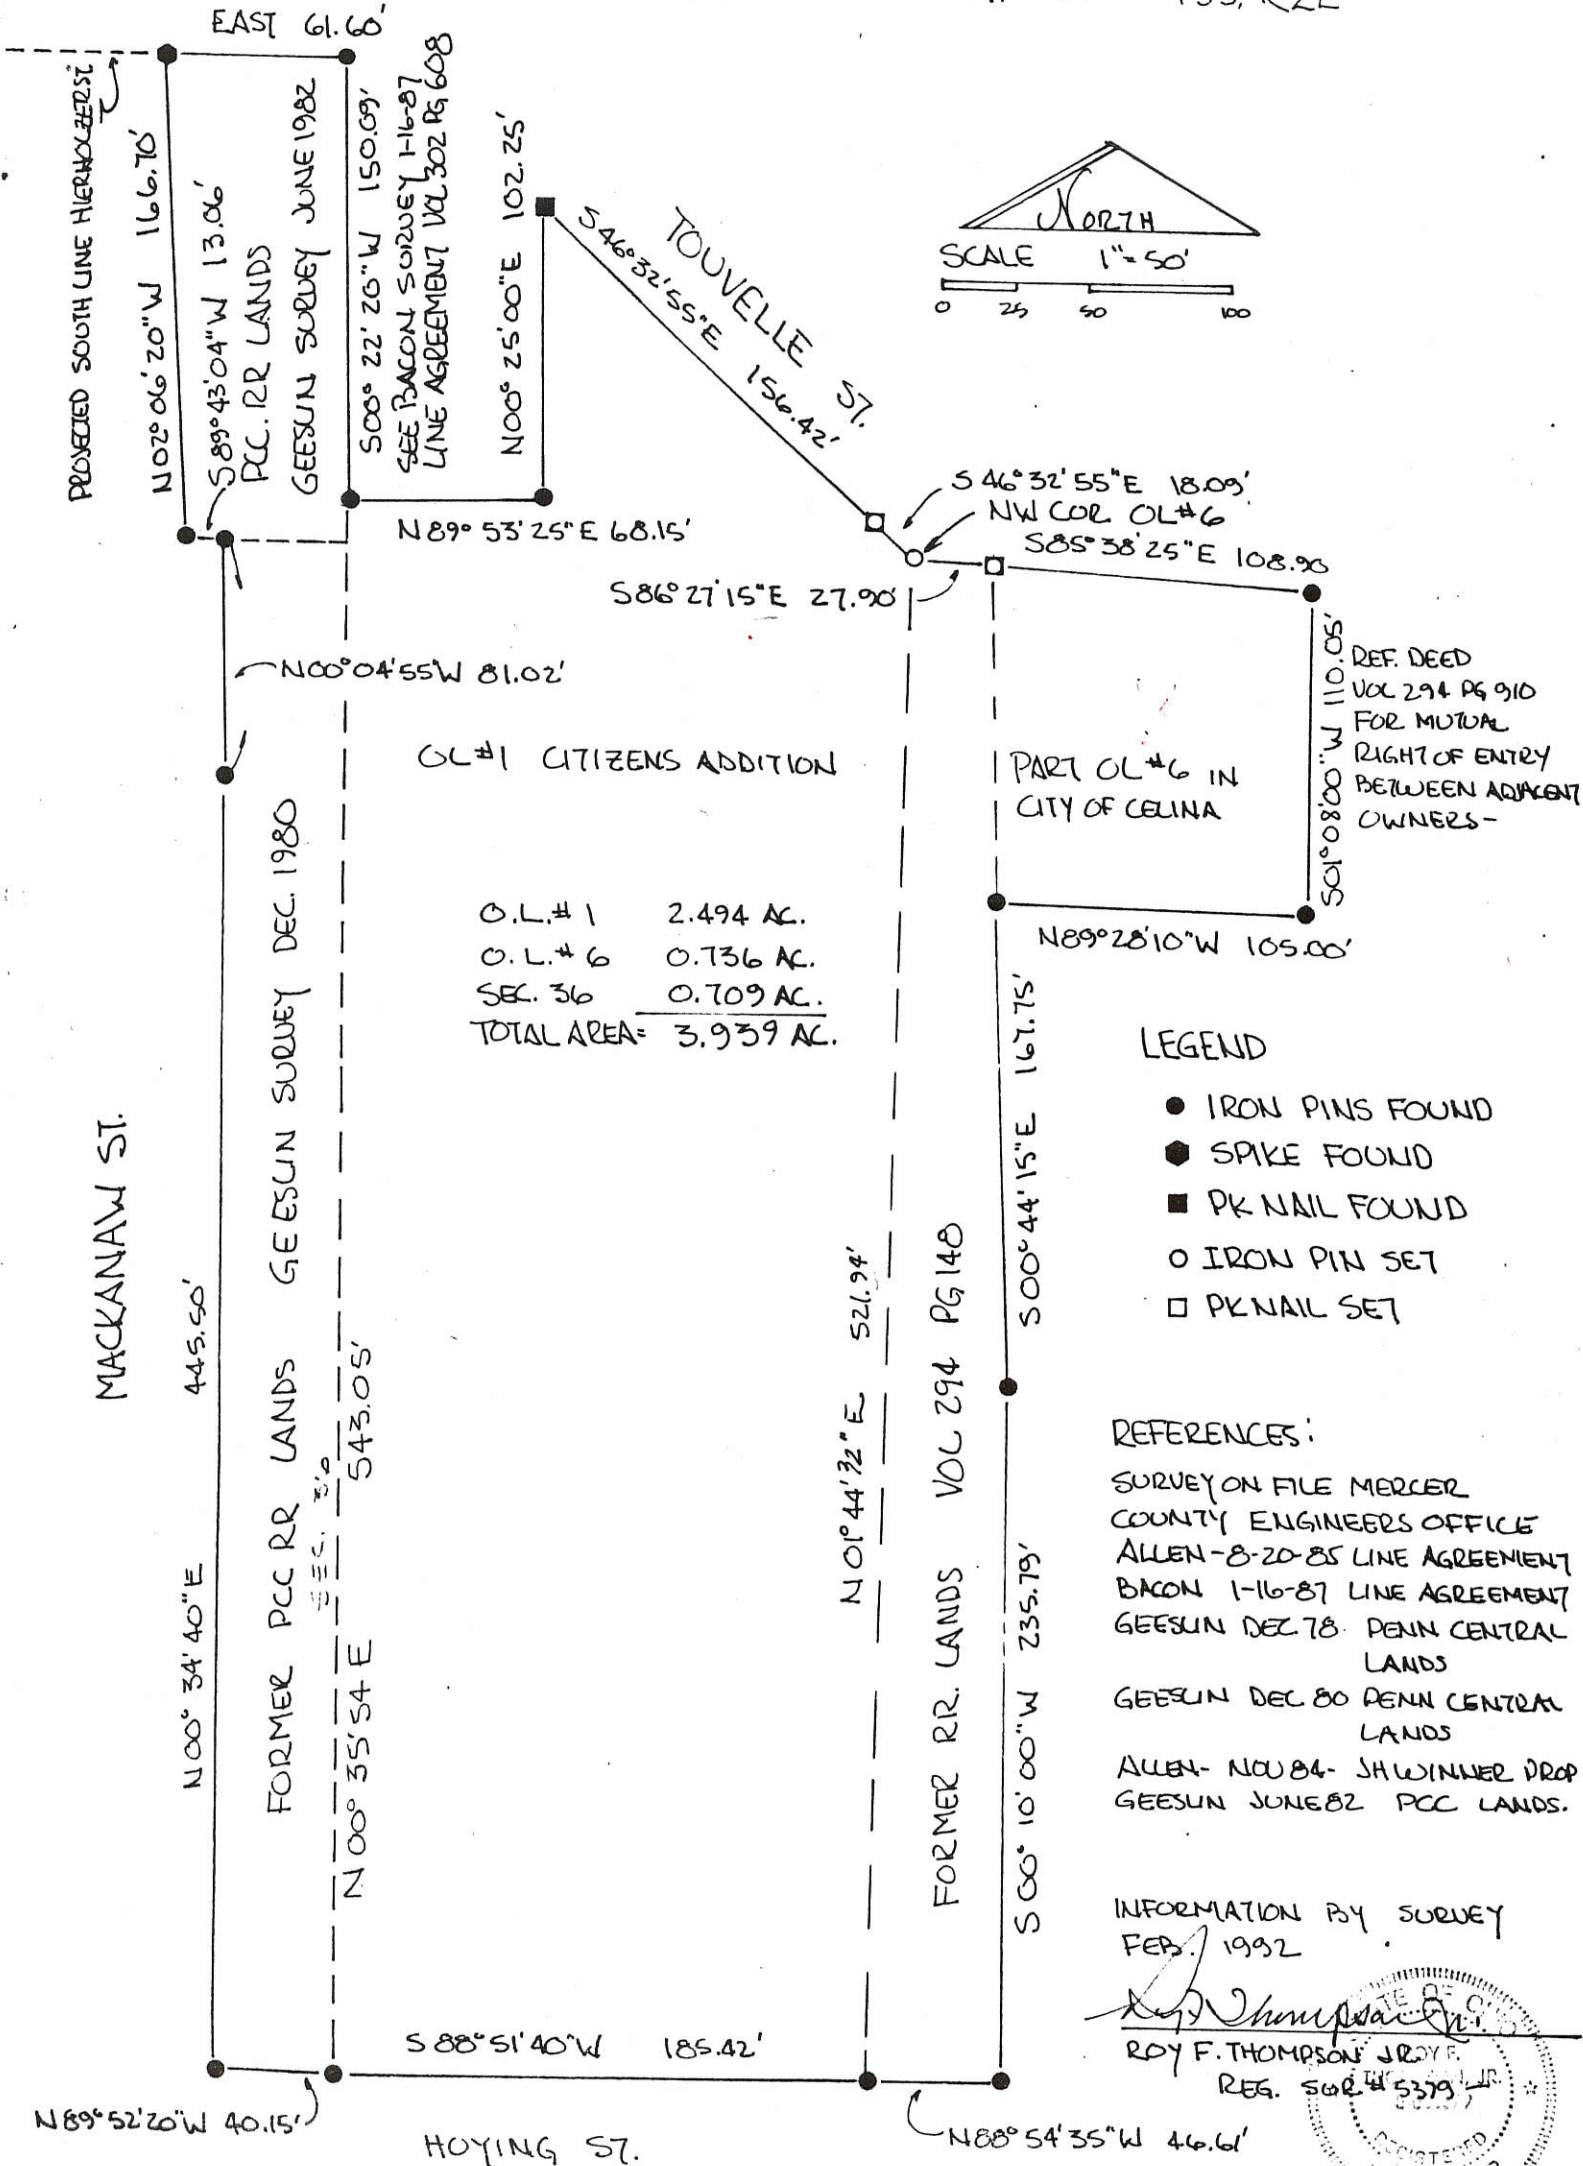 T5S, R2E
EAST 61.60'
PROJECTED SOUTH LINE HIERHOLZER ST.
N02°06'20"W 166.70'
S89°43'04"W 13.06'
PCC. RR LANDS
GEESLIN SURVEY JUNE 1982
S00°22'20"W 150.09'
SEE BACON SURVEY 1-16-87
LINE AGREEMENT VOL 302 PG 608
N00°25'00"E 102.25'
S46°32'55"E 156.42'
TOUVELLE ST.
NORTH
SCALE 1"=50'
0 25 50 100
N89°53'25"E 68.15'
S46°32'55"E 18.09'
NW COR. OL#6
S85°38'25"E 108.90
S86°27'15"E 27.90'
N00°04'55"W 81.02'
OL#1 CITIZENS ADDITION
PART OL#6 IN
CITY OF CELINA
S01°08'00"W 110.05'
REF. DEED
VOL 294 PG 910
FOR MUTUAL
RIGHT OF ENTRY
BETWEEN ADJACENT
OWNERS-
N89°28'10"W 105.00'
O.L.#1 2.494 AC.
O.L.#6 0.736 AC.
SEC. 36 0.709 AC.
TOTAL AREA= 3.939 AC.
MACKANAW ST.
N00°34'40"E 445.50'
FORMER PCC RR LANDS GEESLIN SURVEY DEC. 1980
SEC. 36
N00°35'54 E 543.05'
N01°44'32"E 521.94'
FORMER RR. LANDS VOL 294 PG 148
S00°44'15"E 167.75'
S00°10'00"W 235.79'
LEGEND
IRON PINS FOUND
SPIKE FOUND
PK NAIL FOUND
IRON PIN SET
PK NAIL SET
REFERENCES:
SURVEY ON FILE MERCER
COUNTY ENGINEERS OFFICE
ALLEN-8-20-85 LINE AGREEMENT
BACON 1-16-87 LINE AGREEMENT
GEESLIN DEC. 78 PENN CENTRAL
LANDS
GEESLIN DEC 80 PENN CENTRAL
LANDS
ALLEN- NOV 84- JH WINNER PROP
GEESLIN JUNE 82 PCC LANDS.
INFORMATION BY SURVEY
FEB. 1992
Roy F Thompson Jr.
ROY F. THOMPSON JR.
REG. SUR # 5379
S88°51'40"W 185.42'
N89°52'20"W 40.15'
N88°54'35"W 46.61'
HOYING ST.
REGISTERED